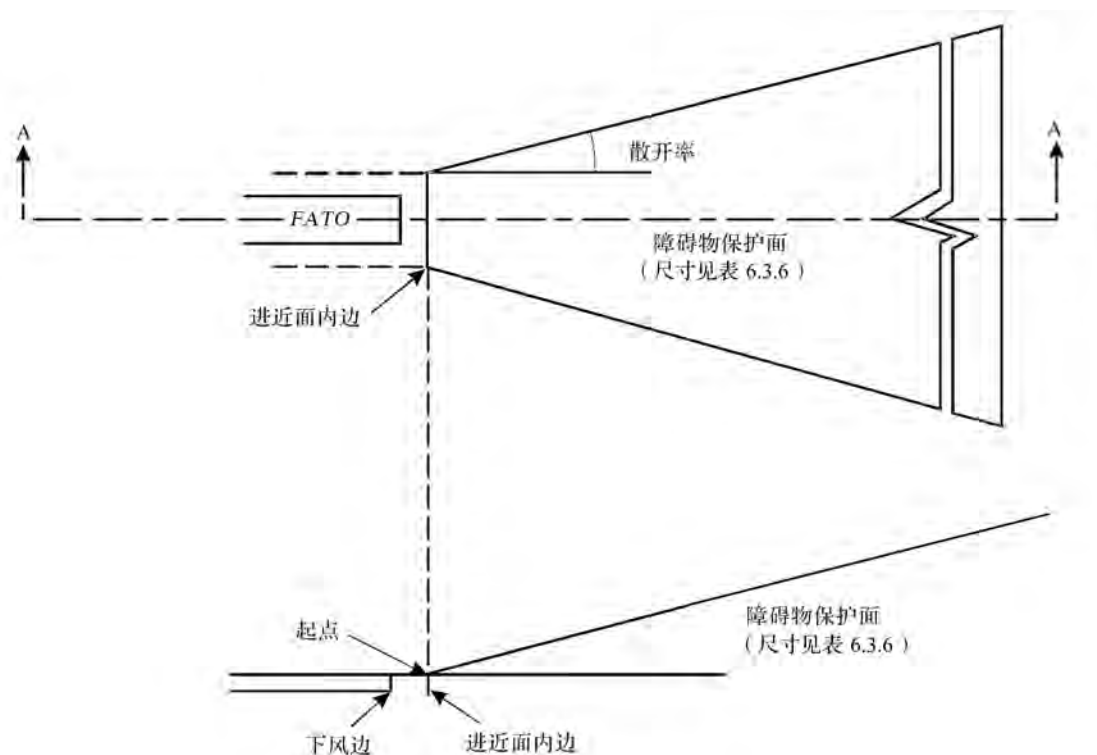 A
A
散开率
FATO
障碍物保护面
（尺寸见表 6.3.6）
进近面内边
起点
障碍物保护面
（尺寸见表 6.3.6）
下风边
进近面内边